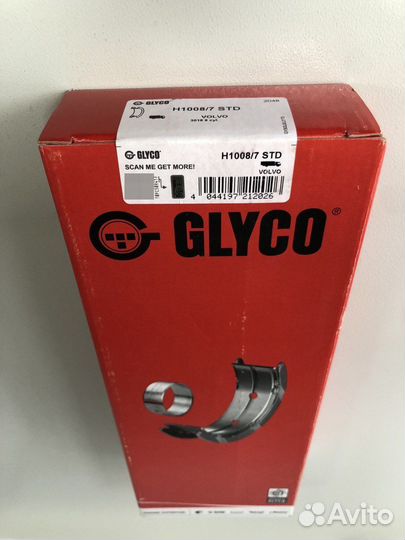 GLYCO
H1008/7 STD
VOLVO
GLYCO
SCAN ME GET MORE!
H1008/7 STD
VOLVO
4 044197 212026
GLYCO®
GLYCO
Avito